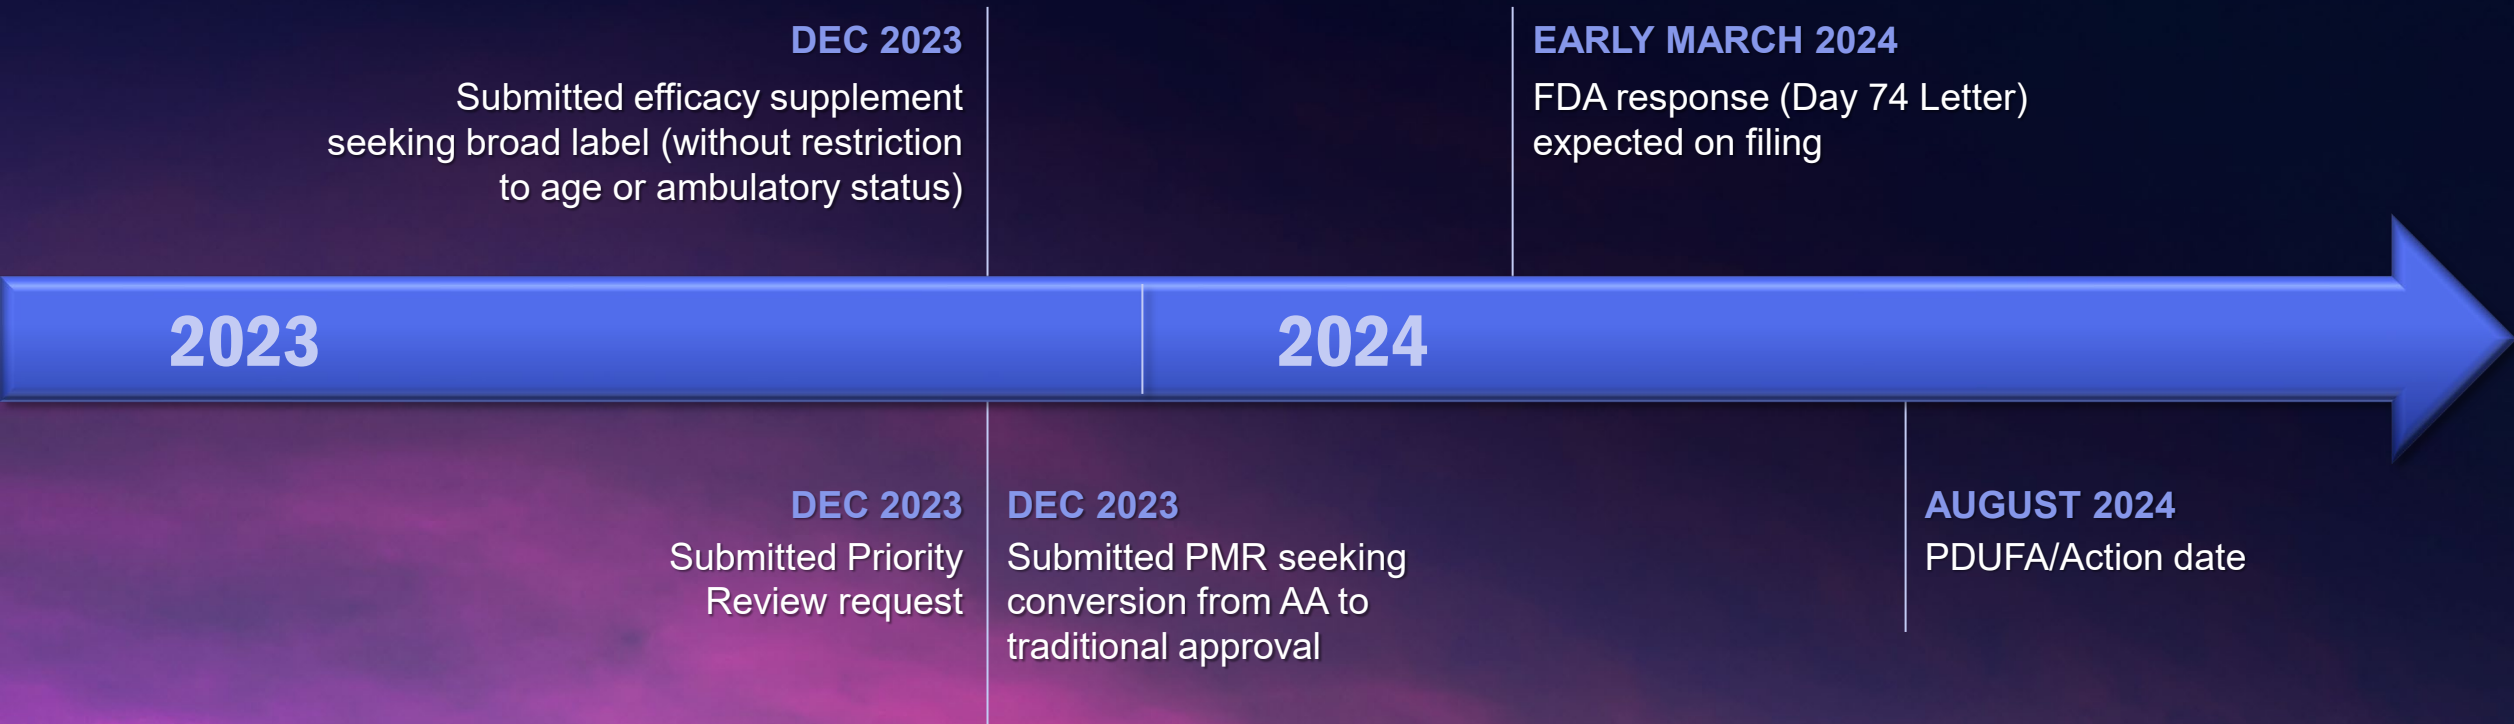 DEC 2023
Submitted efficacy supplement
seeking broad label (without restriction
to age or ambulatory status)
EARLY MARCH 2024
FDA response (Day 74 Letter)
expected on filing
2023
2024
DEC 2023
Submitted Priority
Review request
DEC 2023
Submitted PMR seeking
conversion from AA to
traditional approval
AUGUST 2024
PDUFA/Action date